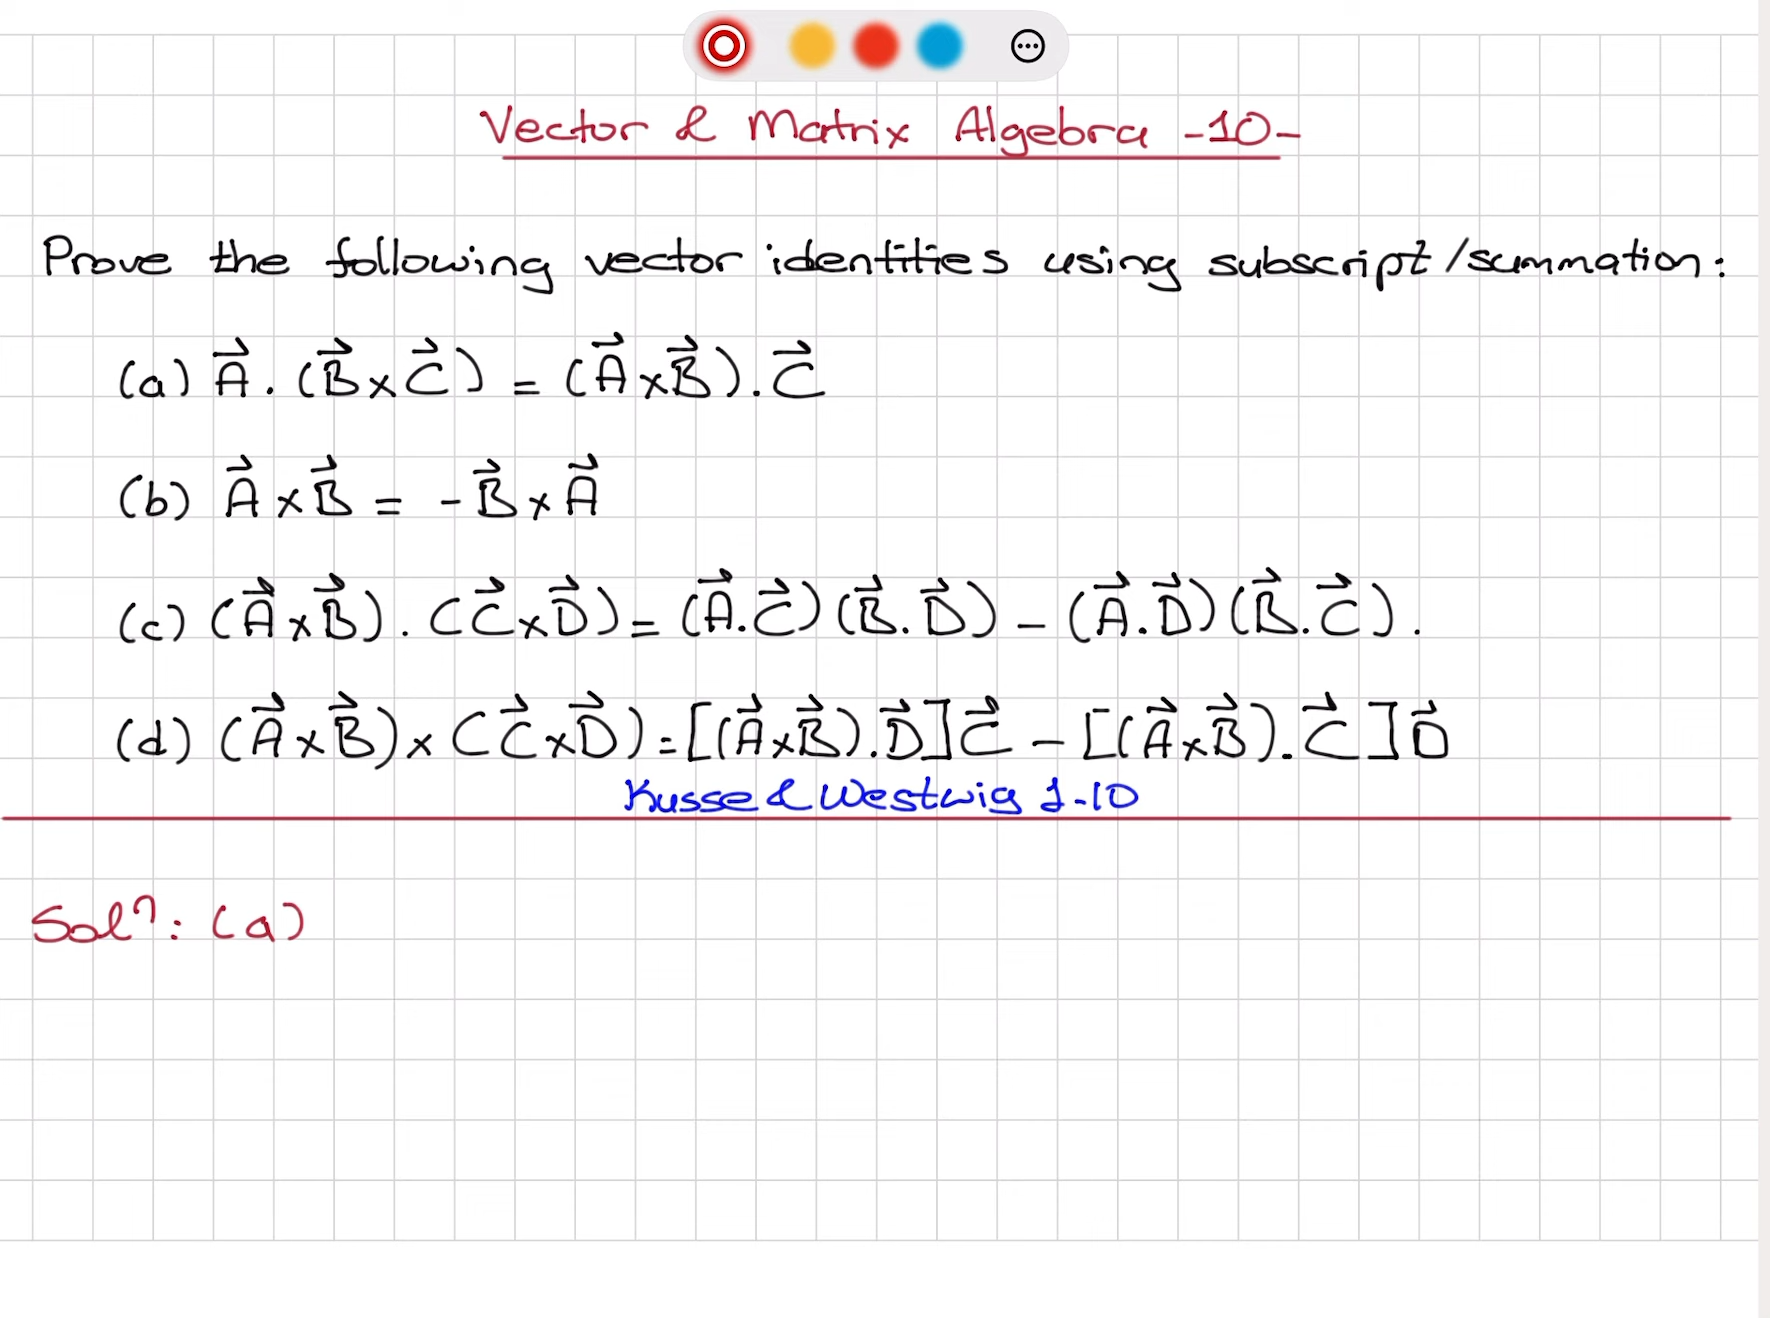 Vector & Matrix Algebra -10-
Prove the following vector identities using subscript/summation:
(a) A⃗ . (B⃗ × C⃗) = (A⃗ × B⃗) . C⃗
(b) A⃗ × B⃗ = - B⃗ × A⃗
(c) (A⃗ × B⃗) . (C⃗ × D⃗) = (A⃗ . C⃗) (B⃗ . D⃗) - (A⃗ . D⃗) (B⃗ . C⃗) .
(d) (A⃗ × B⃗) × (C⃗ × D⃗) = [(A⃗ × B⃗) . D⃗] C⃗ - [(A⃗ × B⃗) . C⃗] D⃗
Kusse & Westwig 1-10
Solⁿ: (a)